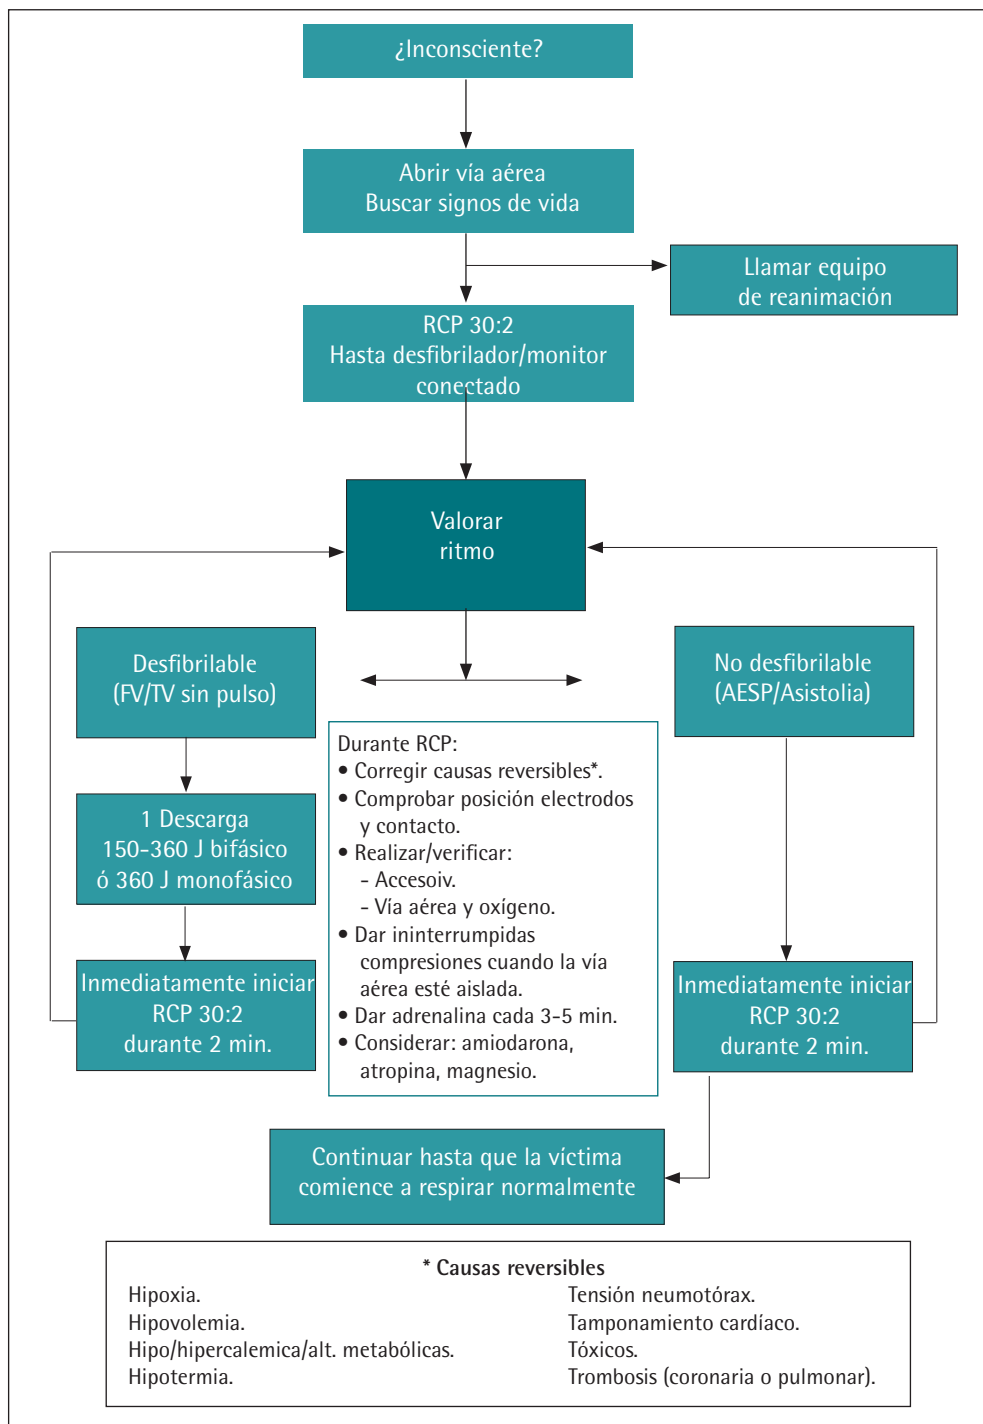 ¿Inconsciente?
Abrir vía aérea
Buscar signos de vida
Llamar equipo
de reanimación
RCP 30:2
Hasta desfibrilador/monitor
conectado
Valorar
ritmo
Desfibrilable
(FV/TV sin pulso)
1 Descarga
150-360 J bifásico
ó 360 J monofásico
Inmediatamente iniciar
RCP 30:2
durante 2 min.
Durante RCP:
• Corregir causas reversibles*.
• Comprobar posición electrodos
y contacto.
• Realizar/verificar:
- Accesoiv.
- Vía aérea y oxígeno.
• Dar ininterrumpidas
compresiones cuando la vía
aérea esté aislada.
• Dar adrenalina cada 3-5 min.
• Considerar: amiodarona,
atropina, magnesio.
No desfibrilable
(AESP/Asistolia)
Inmediatamente iniciar
RCP 30:2
durante 2 min.
Continuar hasta que la víctima
comience a respirar normalmente
* Causas reversibles
Hipoxia.
Hipovolemia.
Hipo/hipercalemica/alt. metabólicas.
Hipotermia.
Tensión neumotórax.
Tamponamiento cardíaco.
Tóxicos.
Trombosis (coronaria o pulmonar).